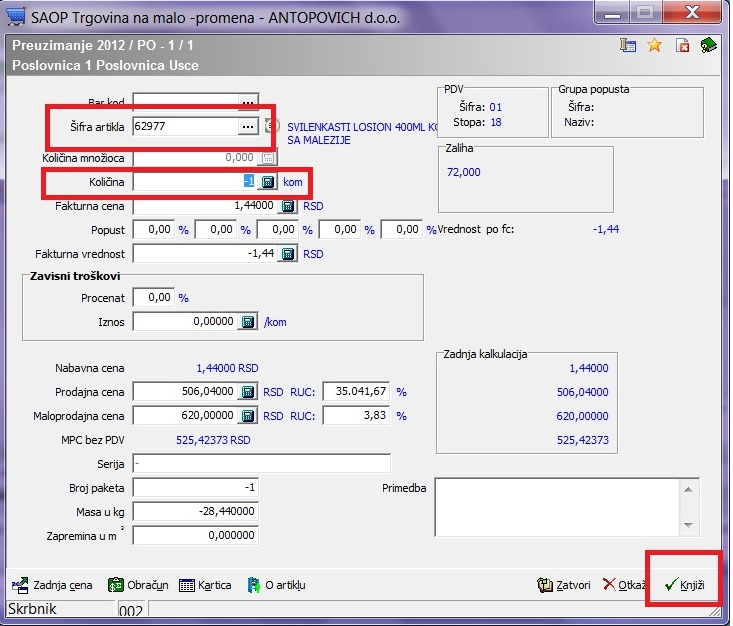 SAOP Trgovina na malo -promena - ANTOPOVICH d.o.o.
Preuzimanje 2012 / PO - 1 / 1
Poslovnica 1 Poslovnica Usce
Bar kod ...
Šifra artikla 62977 ... SVILENKASTI LOSION 400ML
SA MALEZIJE
Količina množioca 0,000
Količina -1 kom
Fakturna cena 1,44000 RSD
Popust 0,00 % 0,00 % 0,00 % 0,00 % 0,00 % Vrednost po fc: -1,44
Fakturna vrednost -1,44 RSD
PDV
Šifra: 01
Stopa: 18
Grupa popusta
Šifra:
Naziv:
Zaliha
72,000
Zavisni troškovi
Procenat 0,00 %
Iznos 0,00000 /kom
Nabavna cena 1,44000 RSD
Prodajna cena 506,04000 RSD RUC: 35.041,67 %
Maloprodajna cena 620,00000 RSD RUC: 3,83 %
MPC bez PDV 525,42373 RSD
Zadnja kalkulacija
1,44000
506,04000
620,00000
525,42373
Serija -
Broj paketa -1
Masa u kg -28,440000
Zapremina u m³ 0,000000
Primedba
Zadnja cena Obračun Kartica O artiklu Zatvori Otkaž Knjiži
Skrbnik 002